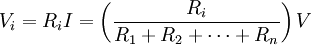 V_i = R_i I = \left( \frac{R_i}{R_1 + R_2 + \cdots + R_n} \right) V